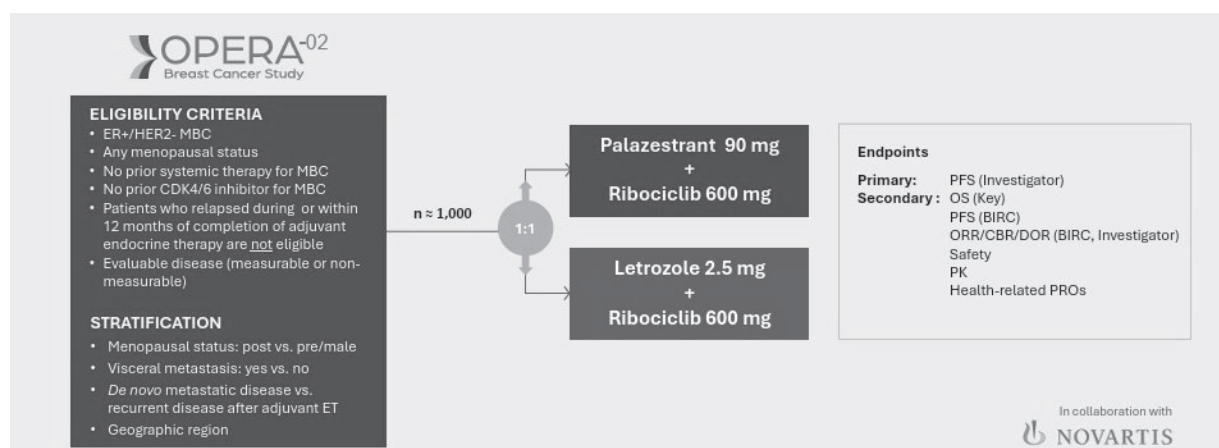 OPERA-02
Breast Cancer Study
ELIGIBILITY CRITERIA
• ER+/HER2- MBC
• Any menopausal status
• No prior systemic therapy for MBC
• No prior CDK4/6 inhibitor for MBC
• Patients who relapsed during or within
12 months of completion of adjuvant
endocrine therapy are not eligible
• Evaluable disease (measurable or non-
measurable)
STRATIFICATION
• Menopausal status: post vs. pre/male
• Visceral metastasis: yes vs. no
• De novo metastatic disease vs.
recurrent disease after adjuvant ET
• Geographic region
n ≈ 1,000
1:1
Palazestrant 90 mg
+
Ribociclib 600 mg
Letrozole 2.5 mg
+
Ribociclib 600 mg
Endpoints
Primary: PFS (Investigator)
Secondary : OS (Key)
PFS (BIRC)
ORR/CBR/DOR (BIRC, Investigator)
Safety
PK
Health-related PROs
In collaboration with
NOVARTIS